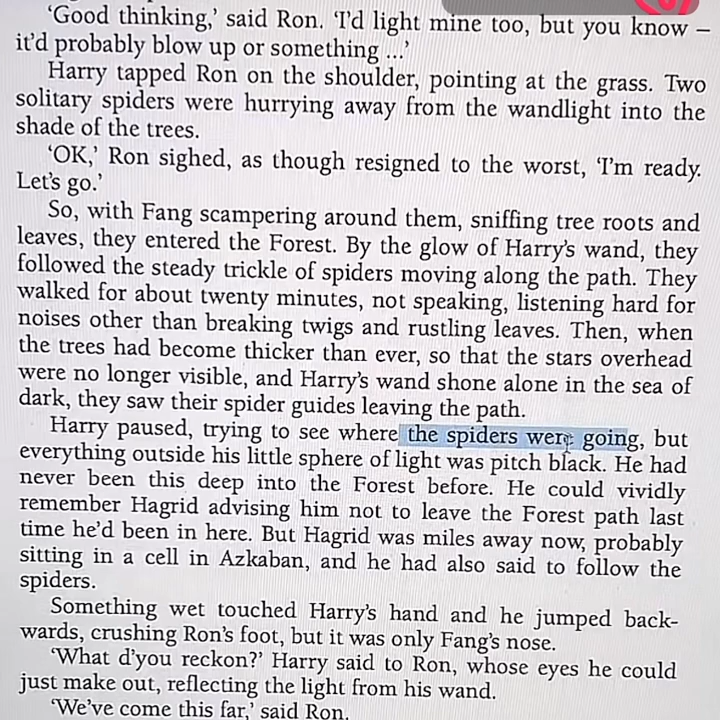 ‘Good thinking,’ said Ron. ‘I’d light mine too, but you know –
it’d probably blow up or something ...’
Harry tapped Ron on the shoulder, pointing at the grass. Two
solitary spiders were hurrying away from the wandlight into the
shade of the trees.
‘OK,’ Ron sighed, as though resigned to the worst, ‘I’m ready.
Let’s go.’
So, with Fang scampering around them, sniffing tree roots and
leaves, they entered the Forest. By the glow of Harry’s wand, they
followed the steady trickle of spiders moving along the path. They
walked for about twenty minutes, not speaking, listening hard for
noises other than breaking twigs and rustling leaves. Then, when
the trees had become thicker than ever, so that the stars overhead
were no longer visible, and Harry’s wand shone alone in the sea of
dark, they saw their spider guides leaving the path.
Harry paused, trying to see where the spiders were going, but
everything outside his little sphere of light was pitch black. He had
never been this deep into the Forest before. He could vividly
remember Hagrid advising him not to leave the Forest path last
time he’d been in here. But Hagrid was miles away now, probably
sitting in a cell in Azkaban, and he had also said to follow the
spiders.
Something wet touched Harry’s hand and he jumped back-
wards, crushing Ron’s foot, but it was only Fang’s nose.
‘What d’you reckon?’ Harry said to Ron, whose eyes he could
just make out, reflecting the light from his wand.
‘We’ve come this far,’ said Ron.